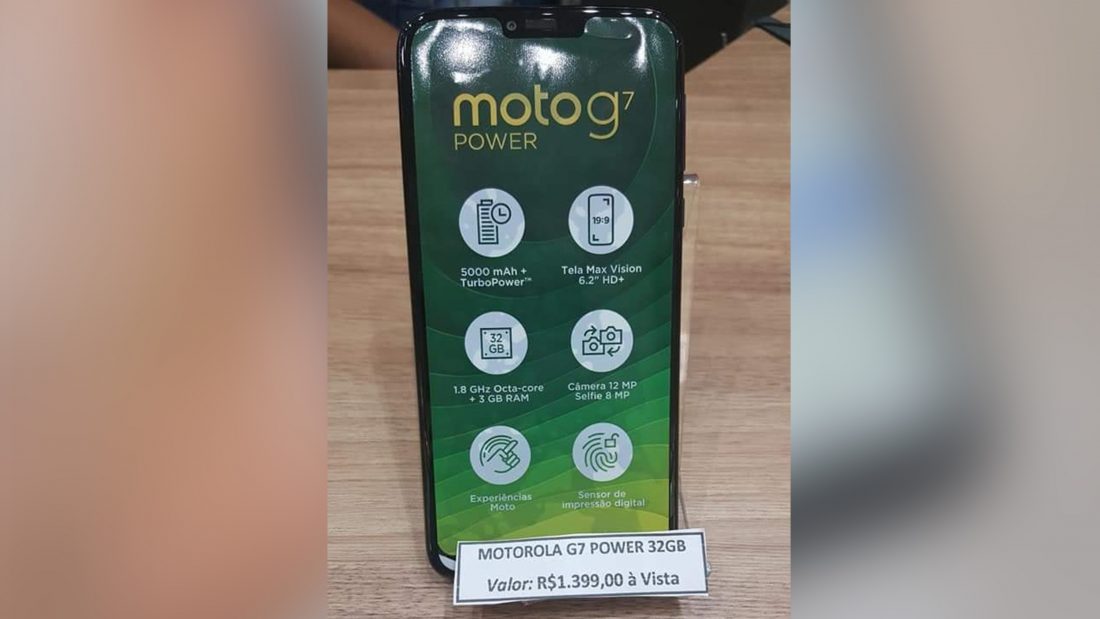 moto g7
POWER
5000 mAh +
TurboPower™
19:9
Tela Max Vision
6.2" HD+
32
GB
1.8 GHz Octa-core
+ 3 GB RAM
Câmera 12 MP
Selfie 8 MP
Experiências
Moto
Sensor de
impressão digital
MOTOROLA G7 POWER 32GB
Valor: R$1.399,00 à Vista